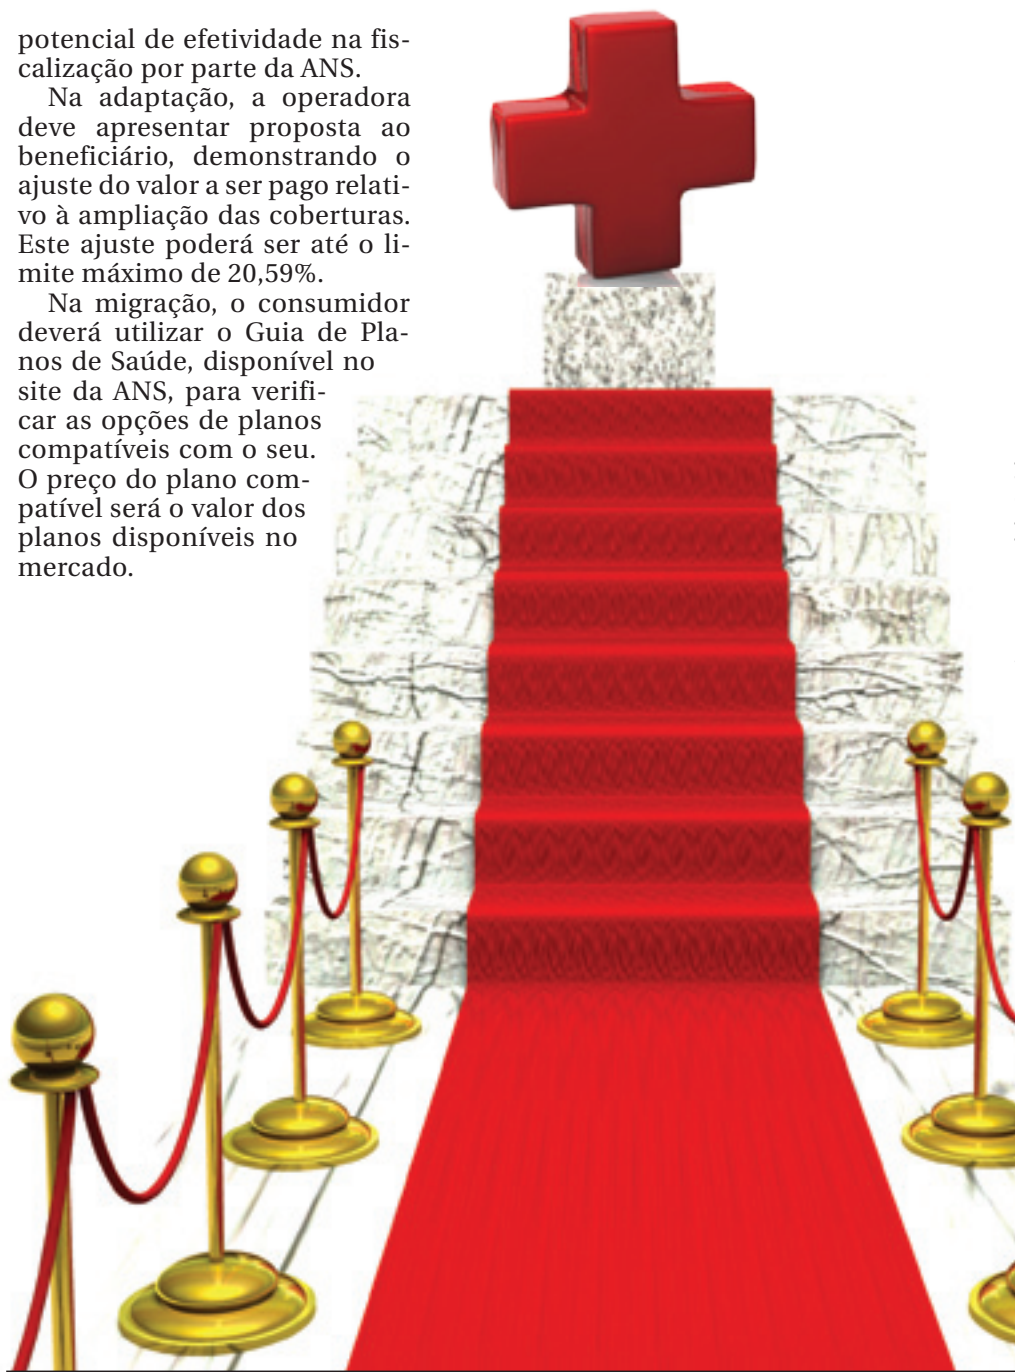 potencial de efetividade na fis-
calização por parte da ANS.
Na adaptação, a operadora
deve apresentar proposta ao
beneficiário, demonstrando o
ajuste do valor a ser pago relati-
vo à ampliação das coberturas.
Este ajuste poderá ser até o li-
mite máximo de 20,59%.
Na migração, o consumidor
deverá utilizar o Guia de Pla-
nos de Saúde, disponível no
site da ANS, para verifi-
car as opções de planos
compatíveis com o seu.
O preço do plano com-
patível será o valor dos
planos disponíveis no
mercado.